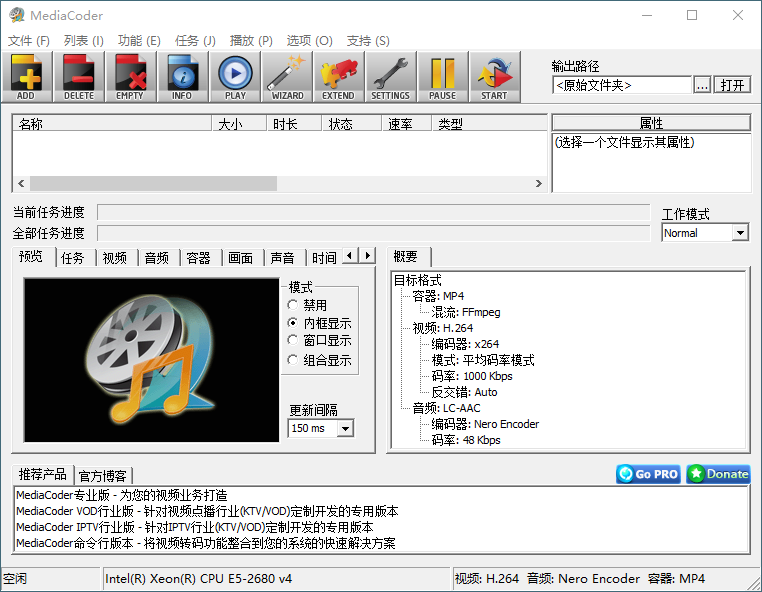 MediaCoder
文件 (F) 列表 (I) 功能 (E) 任务 (J) 播放 (P) 选项 (O) 支持 (S)
ADD DELETE EMPTY INFO PLAY WIZARD EXTEND SETTINGS PAUSE START
输出路径
<原始文件夹> ... 打开
名称 大小 时长 状态 速率 类型
属性
(选择一个文件显示其属性)
当前任务进度
全部任务进度
工作模式
Normal
预览 任务 视频 音频 容器 画面 声音 时间
模式
禁用
内框显示
窗口显示
组合显示
更新间隔
150 ms
概要
目标格式
容器: MP4
混流: FFmpeg
视频: H.264
编码器: x264
模式: 平均码率模式
码率: 1000 Kbps
反交错: Auto
音频: LC-AAC
编码器: Nero Encoder
码率: 48 Kbps
推荐产品 官方博客
Go PRO Donate
MediaCoder专业版 - 为您的视频业务打造
MediaCoder VOD行业版 - 针对视频点播行业(KTV/VOD)定制开发的专用版本
MediaCoder IPTV行业版 - 针对IPTV行业(KTV/VOD)定制开发的专用版本
MediaCoder命令行版本 - 将视频转码功能整合到您的系统的快速解决方案
空闲 Intel(R) Xeon(R) CPU E5-2680 v4 视频: H.264 音频: Nero Encoder 容器: MP4